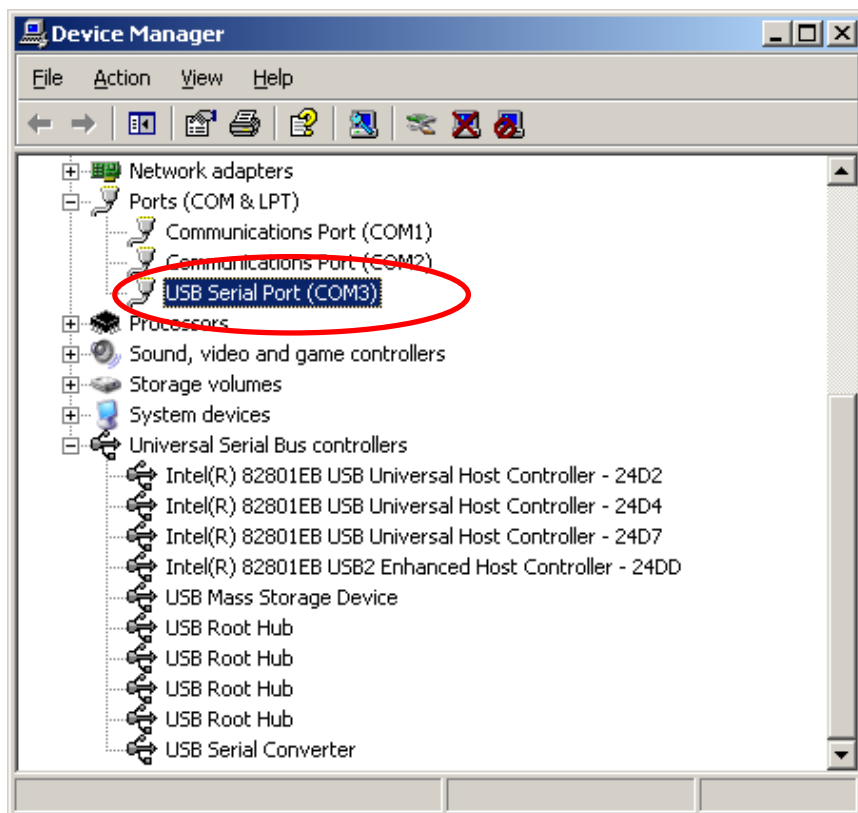 Device Manager
File Action View Help
Network adapters
Ports (COM & LPT)
Communications Port (COM1)
Communications Port (COM2)
USB Serial Port (COM3)
Processors
Sound, video and game controllers
Storage volumes
System devices
Universal Serial Bus controllers
Intel(R) 82801EB USB Universal Host Controller - 24D2
Intel(R) 82801EB USB Universal Host Controller - 24D4
Intel(R) 82801EB USB Universal Host Controller - 24D7
Intel(R) 82801EB USB2 Enhanced Host Controller - 24DD
USB Mass Storage Device
USB Root Hub
USB Root Hub
USB Root Hub
USB Root Hub
USB Serial Converter